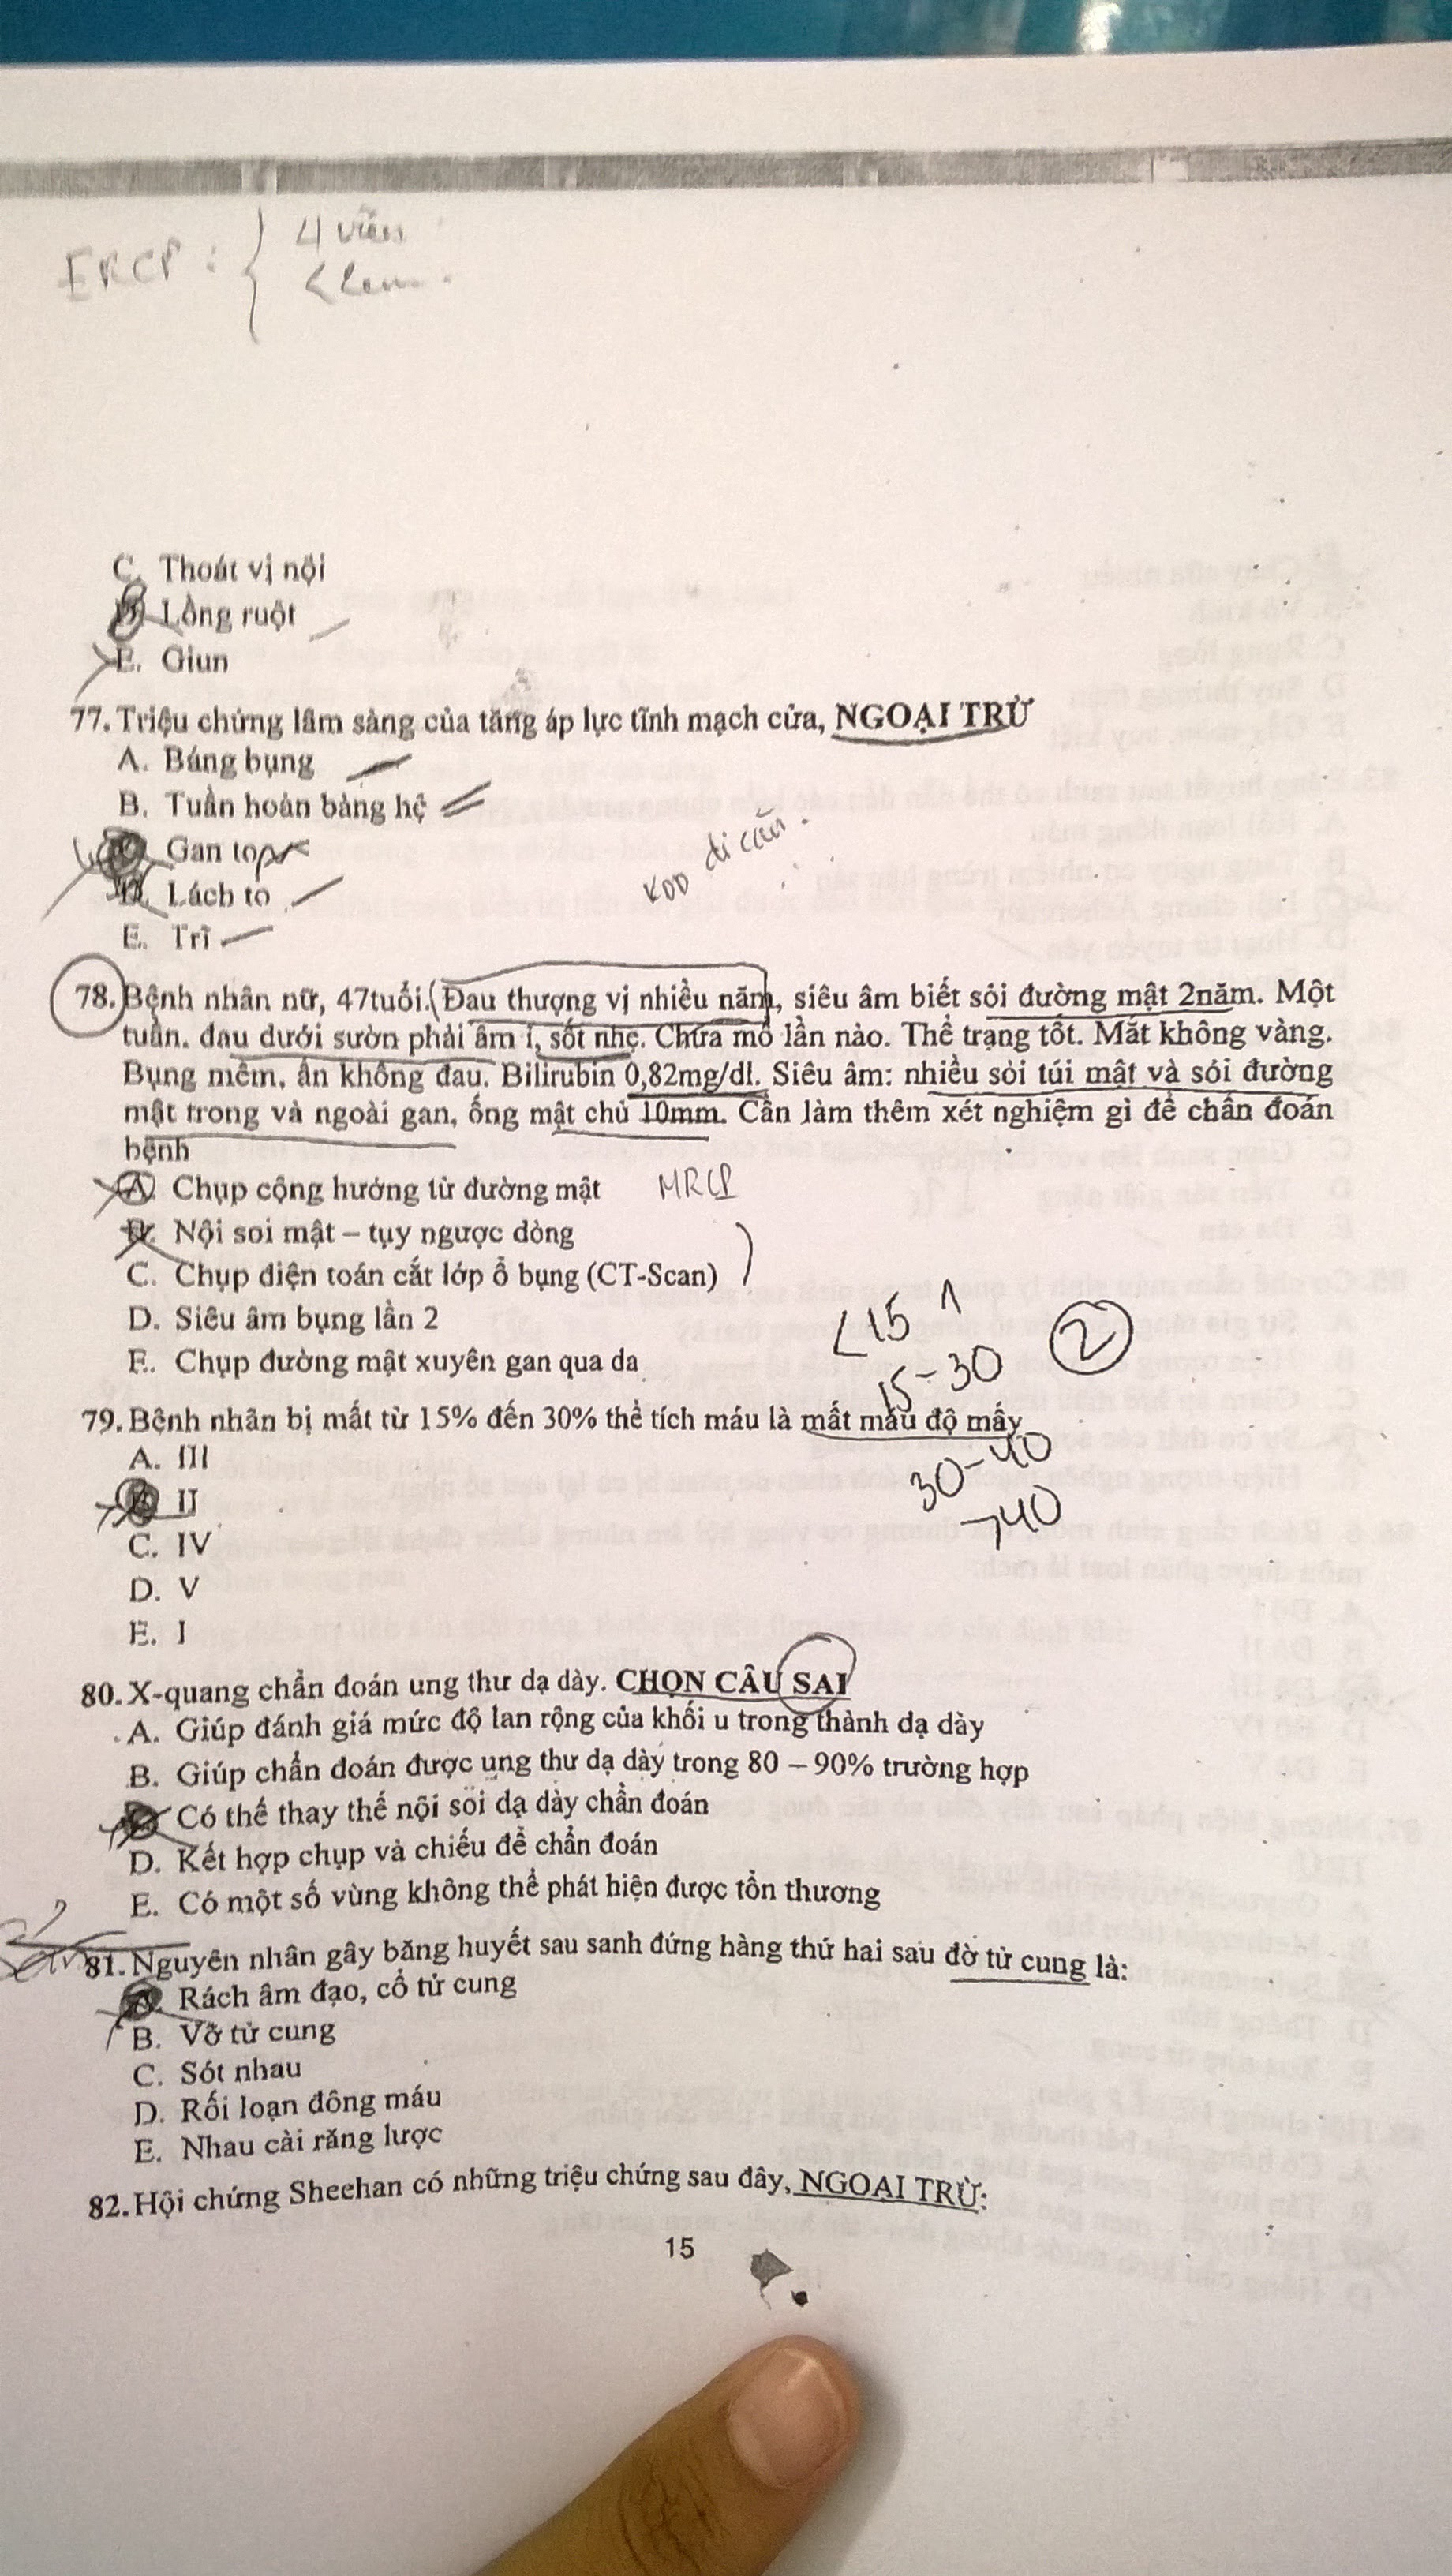 ERCP: { 4 viên
< 2cm.
C. Thoát vị nội
D. Lồng ruột
E. Giun
77. Triệu chứng lâm sàng của tăng áp lực tĩnh mạch cửa, NGOẠI TRỪ
A. Báng bụng
B. Tuần hoàn bàng hệ
Gan to
D. Lách to
E. Trĩ
KDD di căn.
78. Bệnh nhân nữ, 47tuổi. (Đau thượng vị nhiều năm, siêu âm biết sỏi đường mật 2năm. Một
tuần. đau dưới sườn phải âm ỉ, sốt nhẹ. Chưa mổ lần nào. Thể trạng tốt. Mắt không vàng.
Bụng mềm, ấn không đau. Bilirubin 0,82mg/dl. Siêu âm: nhiều sỏi túi mật và sỏi đường
mật trong và ngoài gan, ống mật chủ 10mm. Cần làm thêm xét nghiệm gì để chẩn đoán
bệnh
A. Chụp cộng hưởng từ đường mật MRCP
B. Nội soi mật – tụy ngược dòng
C. Chụp điện toán cắt lớp ổ bụng (CT-Scan)
D. Siêu âm bụng lần 2
E. Chụp đường mật xuyên gan qua da
<15 1
15-30 2
79. Bệnh nhân bị mất từ 15% đến 30% thể tích máu là mất máu độ mấy
30-40
>40
A. III
B. II
C. IV
D. V
E. I
80. X-quang chẩn đoán ung thư dạ dày. CHỌN CÂU SAI
A. Giúp đánh giá mức độ lan rộng của khối u trong thành dạ dày
B. Giúp chẩn đoán được ung thư dạ dày trong 80 – 90% trường hợp
C. Có thể thay thế nội soi dạ dày chẩn đoán
D. Kết hợp chụp và chiếu để chẩn đoán
E. Có một số vùng không thể phát hiện được tổn thương
81. Nguyên nhân gây băng huyết sau sanh đứng hàng thứ hai sau đờ tử cung là:
A. Rách âm đạo, cổ tử cung
B. Vỡ tử cung
C. Sót nhau
D. Rối loạn đông máu
E. Nhau cài răng lược
82. Hội chứng Sheehan có những triệu chứng sau đây, NGOẠI TRỪ:
15